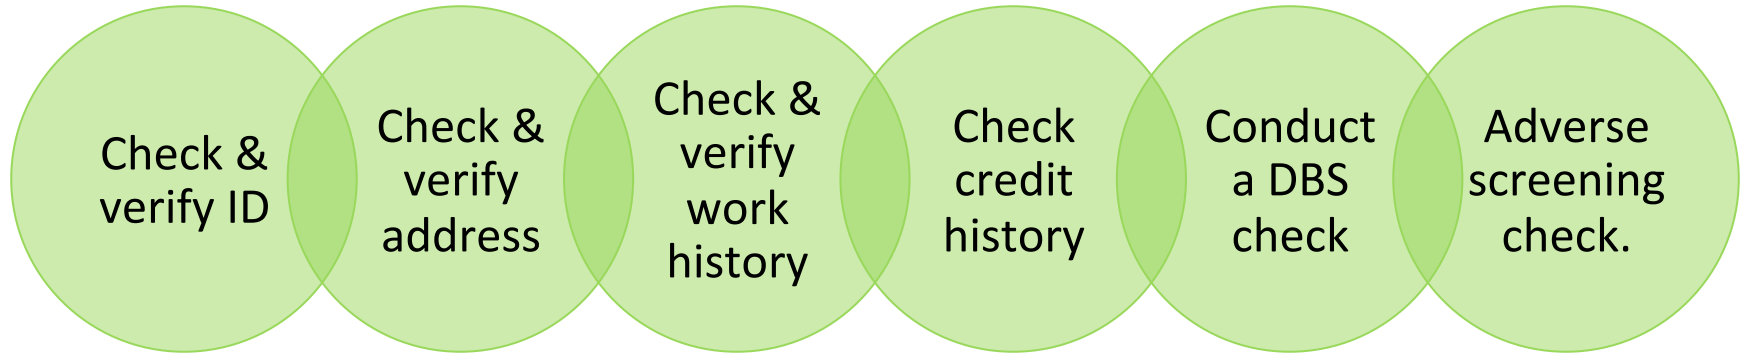 Check &
verify ID
Check &
verify
address
Check &
verify
work
history
Check
credit
history
Conduct
a DBS
check
Adverse
screening
check.